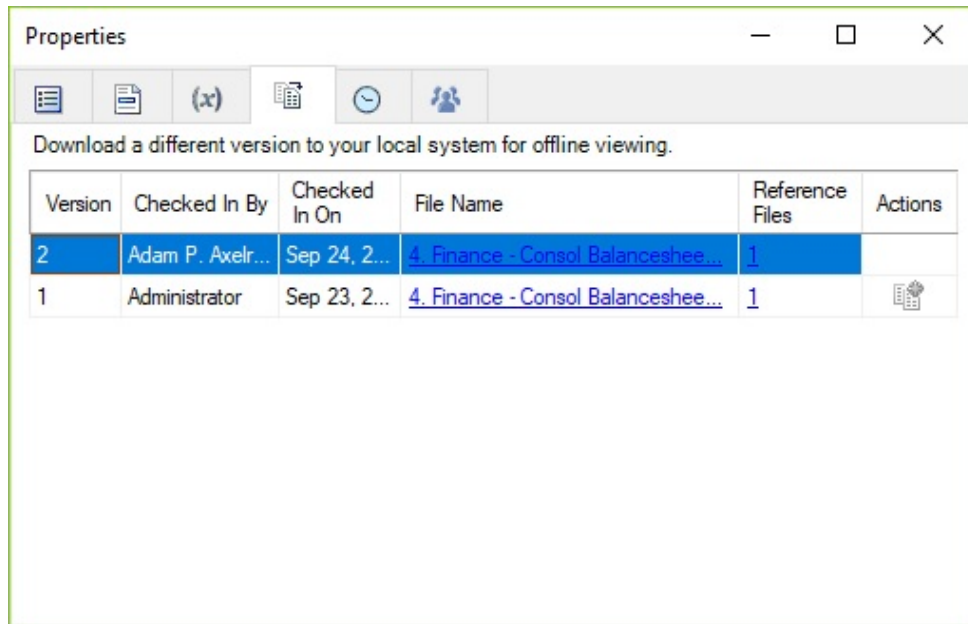 Properties
(x)
Download a different version to your local system for offline viewing.
Version Checked In By Checked In On File Name Reference Files Actions
2 Adam P. Axelr... Sep 24, 2... 4. Finance - Consol Balanceshee... 1
1 Administrator Sep 23, 2... 4. Finance - Consol Balanceshee... 1